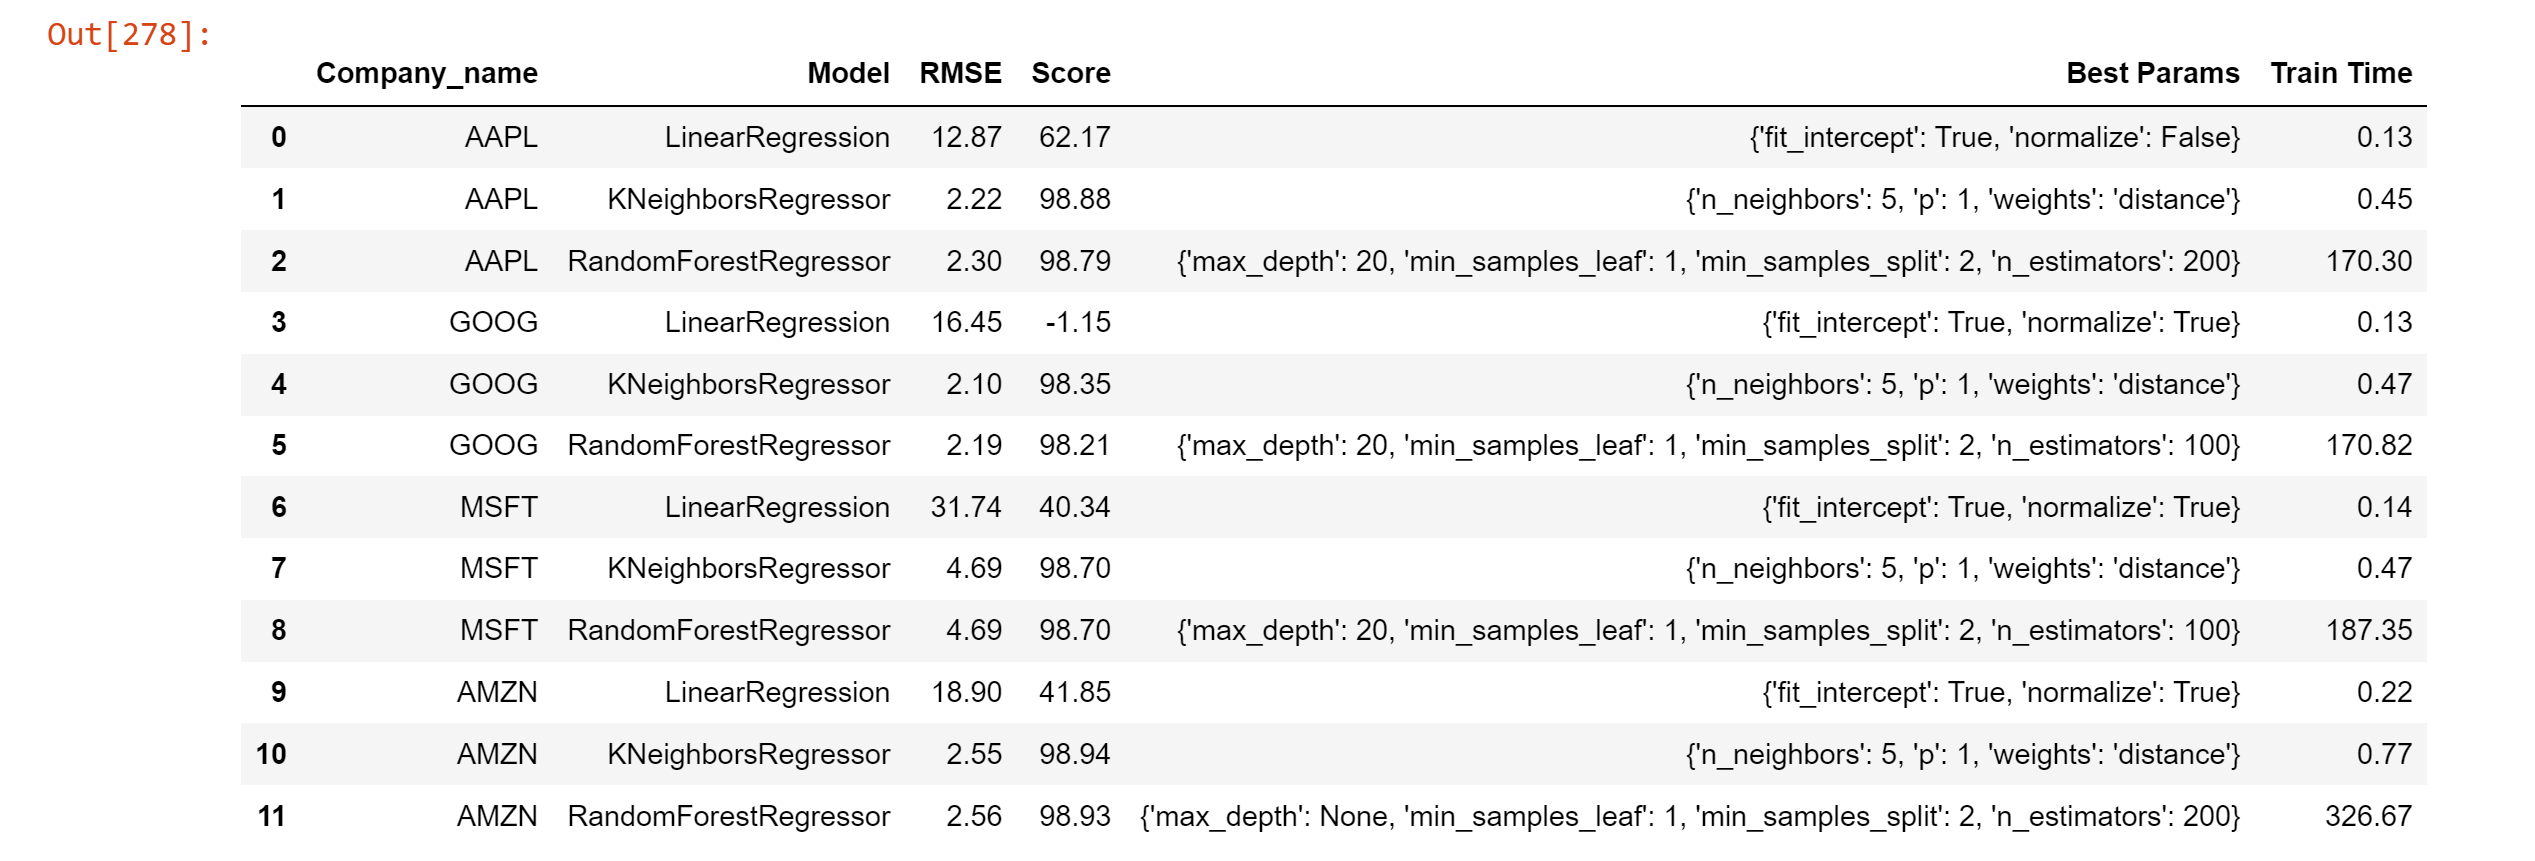 Out[278]:
Company_name Model RMSE Score Best Params Train Time
0 AAPL LinearRegression 12.87 62.17 {'fit_intercept': True, 'normalize': False} 0.13
1 AAPL KNeighborsRegressor 2.22 98.88 {'n_neighbors': 5, 'p': 1, 'weights': 'distance'} 0.45
2 AAPL RandomForestRegressor 2.30 98.79 {'max_depth': 20, 'min_samples_leaf': 1, 'min_samples_split': 2, 'n_estimators': 200} 170.30
3 GOOG LinearRegression 16.45 -1.15 {'fit_intercept': True, 'normalize': True} 0.13
4 GOOG KNeighborsRegressor 2.10 98.35 {'n_neighbors': 5, 'p': 1, 'weights': 'distance'} 0.47
5 GOOG RandomForestRegressor 2.19 98.21 {'max_depth': 20, 'min_samples_leaf': 1, 'min_samples_split': 2, 'n_estimators': 100} 170.82
6 MSFT LinearRegression 31.74 40.34 {'fit_intercept': True, 'normalize': True} 0.14
7 MSFT KNeighborsRegressor 4.69 98.70 {'n_neighbors': 5, 'p': 1, 'weights': 'distance'} 0.47
8 MSFT RandomForestRegressor 4.69 98.70 {'max_depth': 20, 'min_samples_leaf': 1, 'min_samples_split': 2, 'n_estimators': 100} 187.35
9 AMZN LinearRegression 18.90 41.85 {'fit_intercept': True, 'normalize': True} 0.22
10 AMZN KNeighborsRegressor 2.55 98.94 {'n_neighbors': 5, 'p': 1, 'weights': 'distance'} 0.77
11 AMZN RandomForestRegressor 2.56 98.93 {'max_depth': None, 'min_samples_leaf': 1, 'min_samples_split': 2, 'n_estimators': 200} 326.67